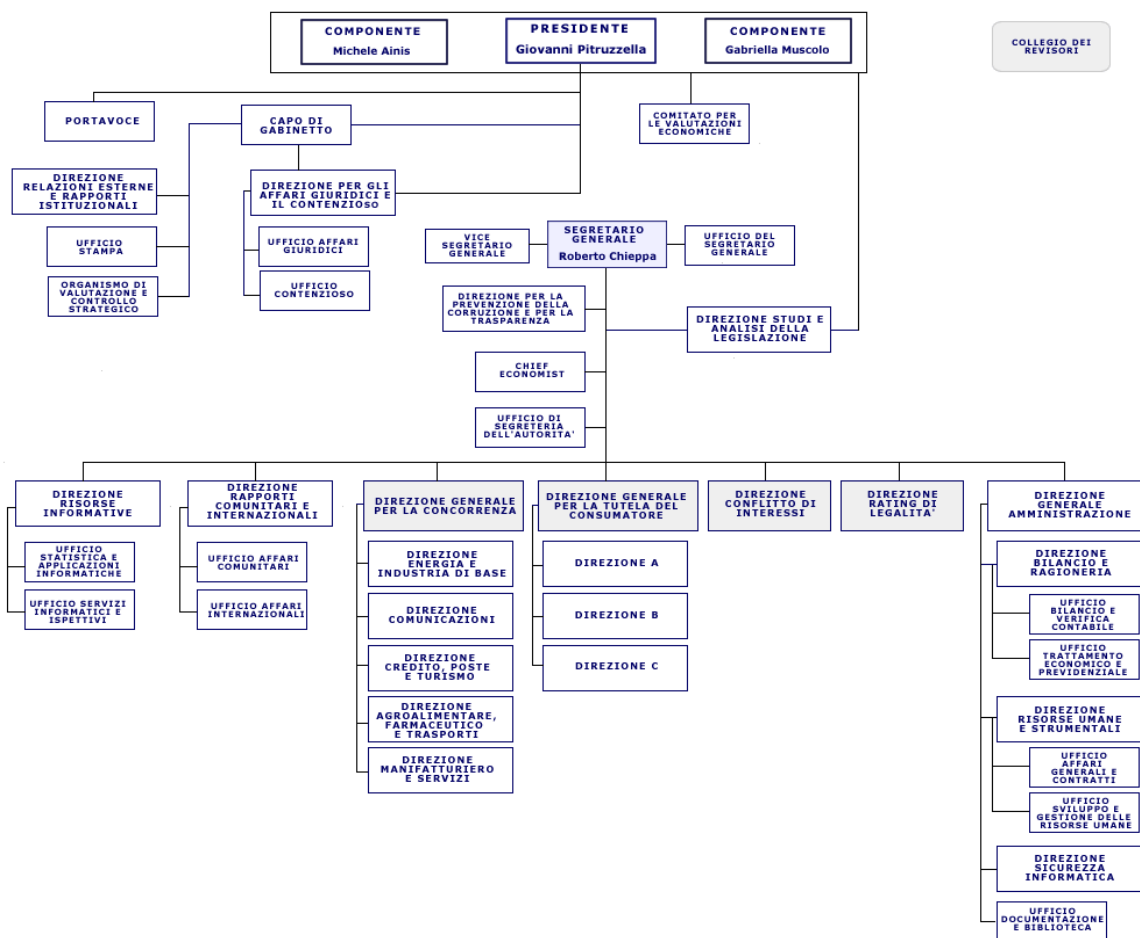 COMPONENTE
Michele Ainis
PRESIDENTE
Giovanni Pitruzzella
COMPONENTE
Gabriella Muscolo
COLLEGIO DEI
REVISORI
PORTAVOCE
CAPO DI
GABINETTO
COMITATO PER
LE VALUTAZIONI
ECONOMICHE
DIREZIONE
RELAZIONI ESTERNE
E RAPPORTI
ISTITUZIONALI
DIREZIONE PER GLI
AFFARI GIURIDICI E
IL CONTENZIOSO
UFFICIO
STAMPA
UFFICIO AFFARI
GIURIDICI
ORGANISMO DI
VALUTAZIONE E
CONTROLLO
STRATEGICO
UFFICIO
CONTENZIOSO
VICE
SEGRETARIO
GENERALE
SEGRETARIO
GENERALE
Roberto Chieppa
UFFICIO DEL
SEGRETARIO
GENERALE
DIREZIONE PER LA
PREVENZIONE DELLA
CORRUZIONE E PER LA
TRASPARENZA
DIREZIONE STUDI E
ANALISI DELLA
LEGISLAZIONE
CHIEF
ECONOMIST
UFFICIO DI
SEGRETERIA
DELL'AUTORITA'
DIREZIONE
RISORSE
INFORMATIVE
UFFICIO
STATISTICA E
APPLICAZIONI
INFORMATICHE
UFFICIO SERVIZI
INFORMATICI E
ISPETTIVI
DIREZIONE
RAPPORTI
COMUNITARI E
INTERNAZIONALI
UFFICIO AFFARI
COMUNITARI
UFFICIO AFFARI
INTERNAZIONALI
DIREZIONE GENERALE
PER LA CONCORRENZA
DIREZIONE
ENERGIA E
INDUSTRIA DI BASE
DIREZIONE
COMUNICAZIONI
DIREZIONE
CREDITO, POSTE
E TURISMO
DIREZIONE
AGROALIMENTARE,
FARMACEUTICO
E TRASPORTI
DIREZIONE
MANIFATTURIERO
E SERVIZI
DIREZIONE GENERALE
PER LA TUTELA DEL
CONSUMATORE
DIREZIONE A
DIREZIONE B
DIREZIONE C
DIREZIONE
CONFLITTO DI
INTERESSI
DIREZIONE
RATING DI
LEGALITA'
DIREZIONE
GENERALE
AMMINISTRAZIONE
DIREZIONE
BILANCIO E
RAGIONERIA
UFFICIO
BILANCIO E
VERIFICA
CONTABILE
UFFICIO
TRATTAMENTO
ECONOMICO E
PREVIDENZIALE
DIREZIONE
RISORSE UMANE
E STRUMENTALI
UFFICIO
AFFARI
GENERALI E
CONTRATTI
UFFICIO
SVILUPPO E
GESTIONE DELLE
RISORSE UMANE
DIREZIONE
SICUREZZA
INFORMATICA
UFFICIO
DOCUMENTAZIONE
E BIBLIOTECA